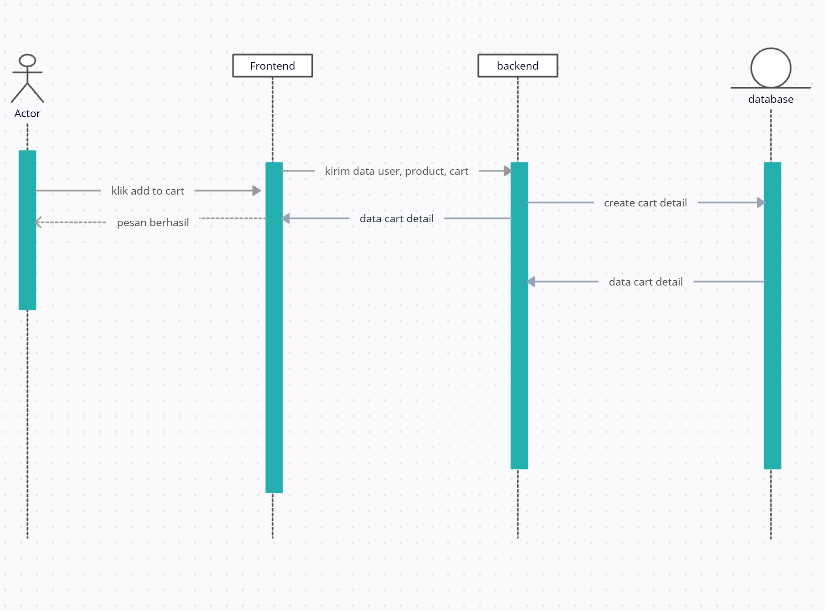 Frontend
backend
Actor
database
klik add to cart
kirim data user, product, cart
create cart detail
pesan berhasil
data cart detail
data cart detail